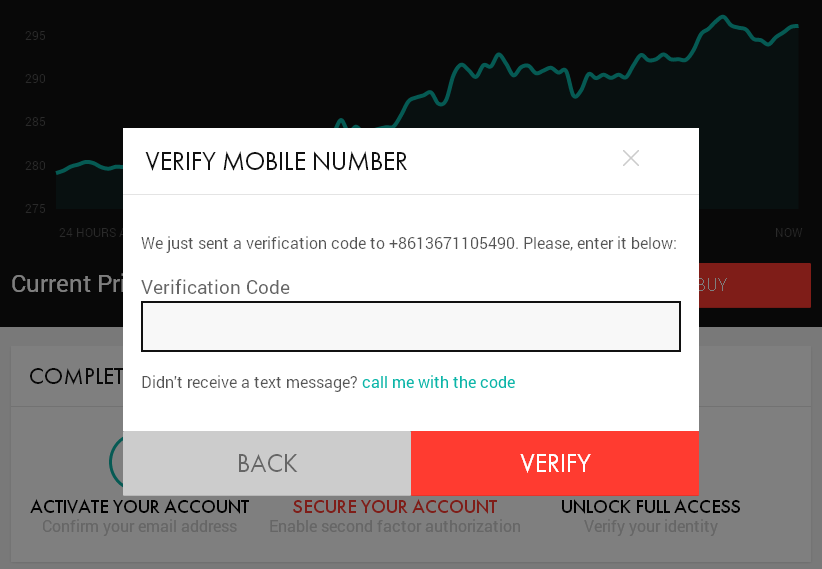 295
290
285
280
275
24 HOURS A
NOW
VERIFY MOBILE NUMBER
We just sent a verification code to +8613671105490. Please, enter it below:
Verification Code
Didn't receive a text message? call me with the code
BACK
VERIFY
Current Pri
BUY
COMPLET
ACTIVATE YOUR ACCOUNT
Confirm your email address
SECURE YOUR ACCOUNT
Enable second factor authorization
UNLOCK FULL ACCESS
Verify your identity